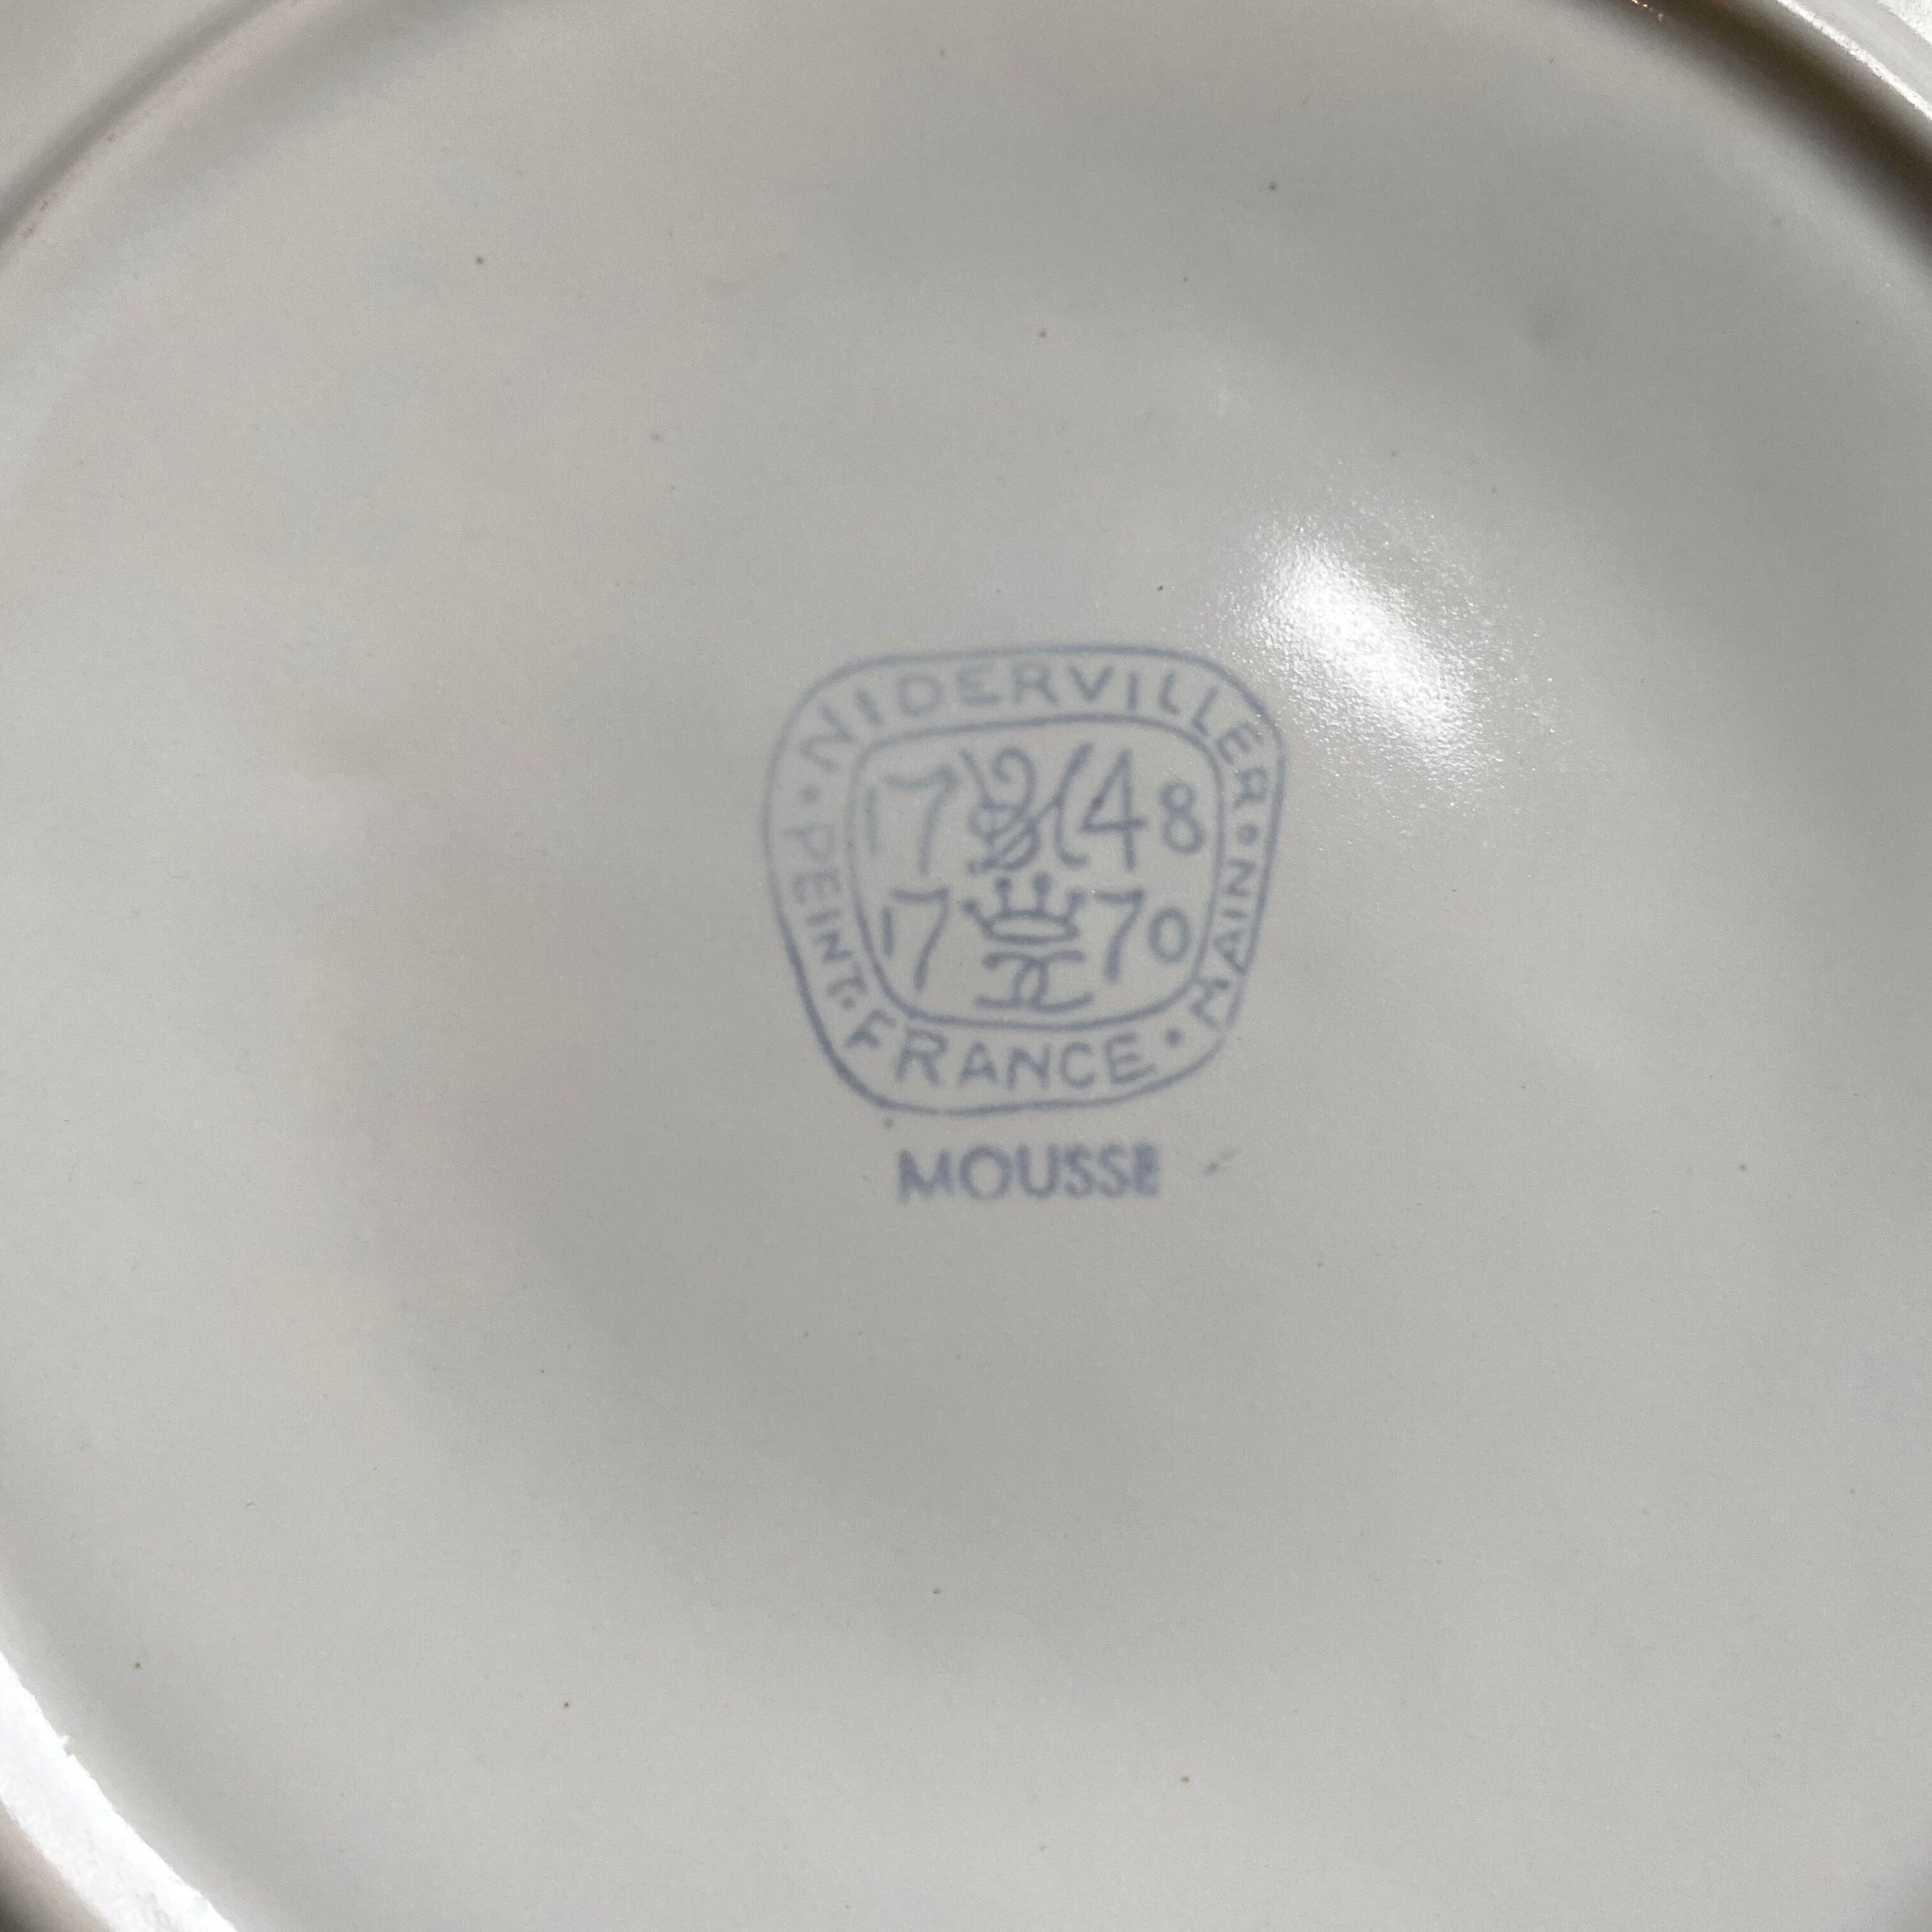 NIDERVILLER
PEINT.
MAIN
1748
1770
FRANCE
MOUSSE